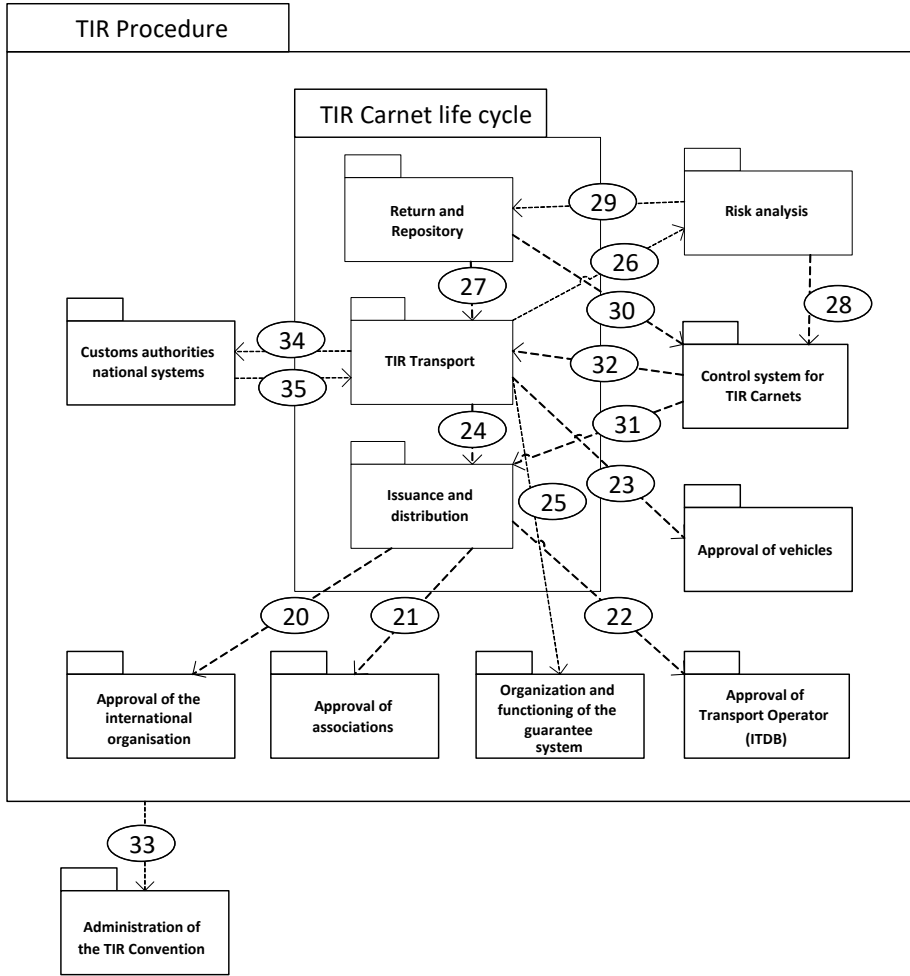 TIR Procedure
TIR Carnet life cycle
Return and
Repository
29
Risk analysis
27
26
30
28
Customs authorities
national systems
34
35
TIR Transport
32
Control system for
TIR Carnets
24
31
23
25
Issuance and
distribution
Approval of vehicles
20
21
22
Approval of the
international
organisation
Approval of
associations
Organization and
functioning of the
guarantee
system
Approval of
Transport Operator
(ITDB)
33
Administration of
the TIR Convention